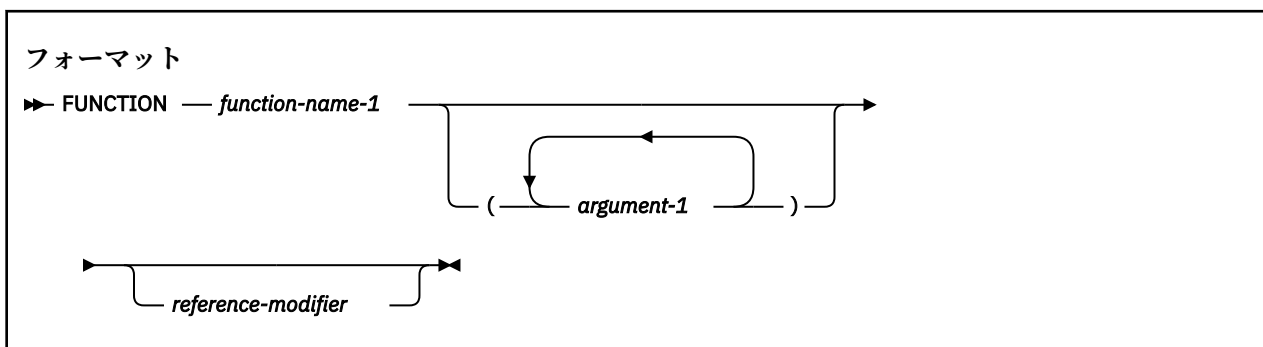 フォーマット
FUNCTION function-name-1
( argument-1 )
reference-modifier